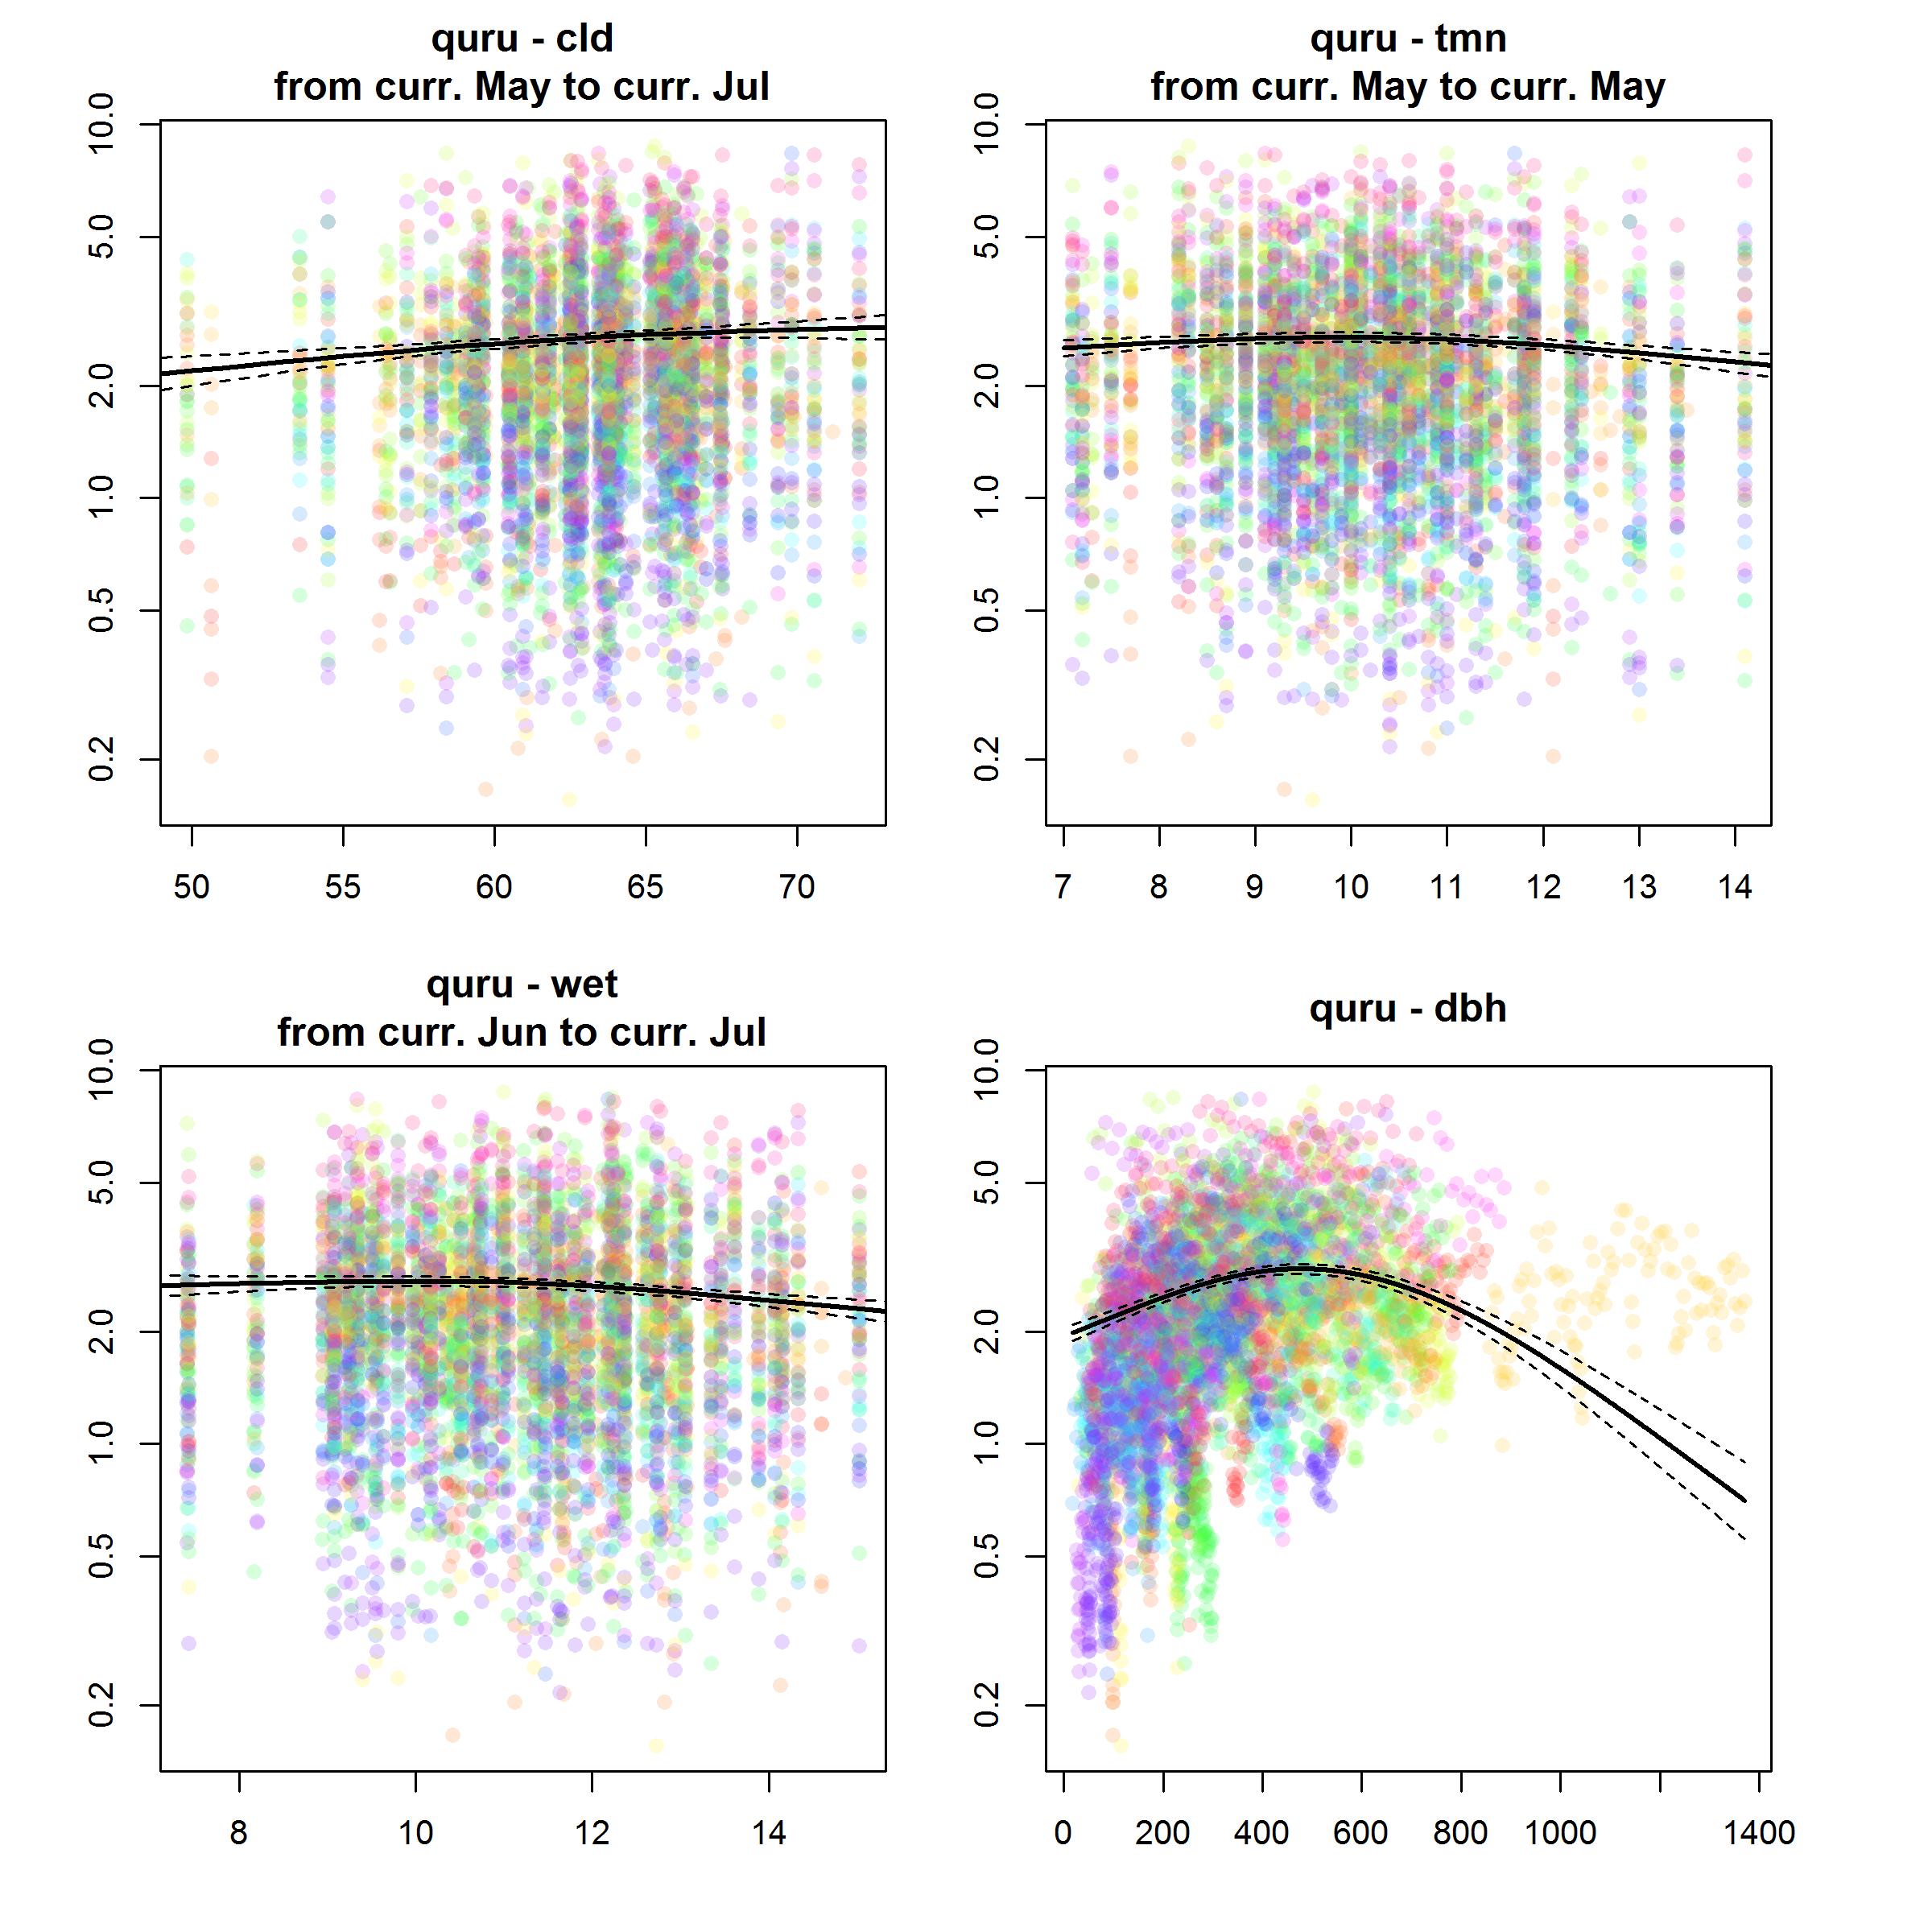 quru - cld
from curr. May to curr. Jul
10.0
5.0
2.0
1.0
0.5
0.2
50 55 60 65 70
quru - tmn
from curr. May to curr. May
10.0
5.0
2.0
1.0
0.5
0.2
7 8 9 10 11 12 13 14
quru - wet
from curr. Jun to curr. Jul
10.0
5.0
2.0
1.0
0.5
0.2
8 10 12 14
quru - dbh
10.0
5.0
2.0
1.0
0.5
0.2
0 200 400 600 800 1000 1400